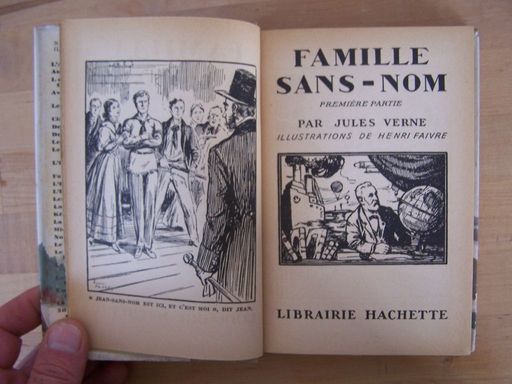 « JEAN-SANS-NOM EST ICI, ET C'EST MOI », DIT JEAN.
FAMILLE
SANS-NOM
PREMIÈRE PARTIE
PAR JULES VERNE
ILLUSTRATIONS DE HENRI FAIVRE
LIBRAIRIE HACHETTE